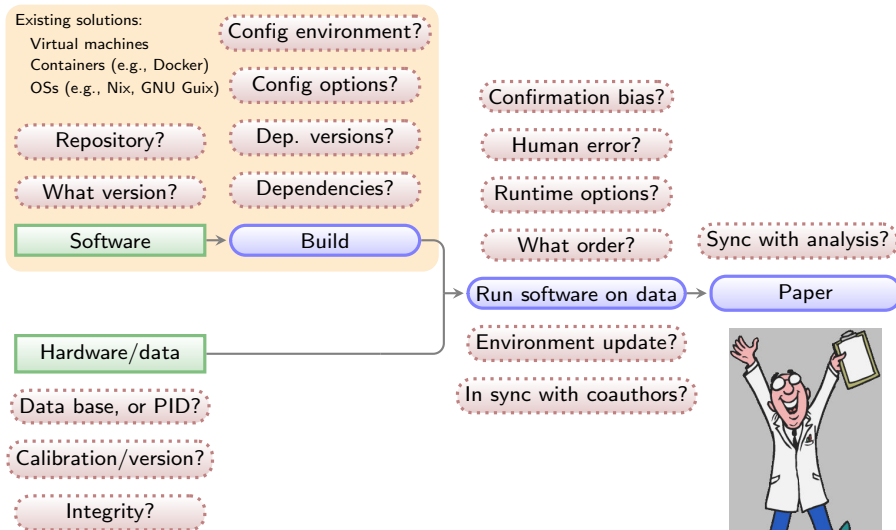 Existing solutions:
Virtual machines
Containers (e.g., Docker)
OSs (e.g., Nix, GNU Guix)
Repository?
What version?
Software
Config environment?
Config options?
Dep. versions?
Dependencies?
Build
Hardware/data
Data base, or PID?
Calibration/version?
Integrity?
Confirmation bias?
Human error?
Runtime options?
What order?
Run software on data
Environment update?
In sync with coauthors?
Sync with analysis?
Paper